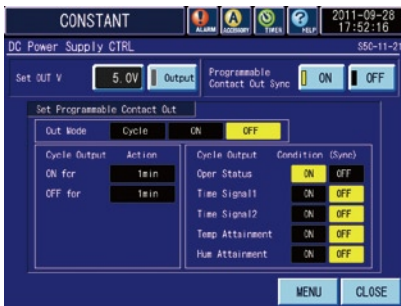 CONSTANT
ALARM ACCESSORY TIMER HELP
2011-09-28
17:52:16
DC Power Supply CTRL
S5C-11-21
Set OUT V 5.0V Output
Programmable
Contact Out Sync
ON OFF
Set Programmable Contact Out
Out Mode Cycle ON OFF
Cycle Output Action
ON for 1min
OFF for 1min
Cycle Output Condition (Sync)
Oper Status ON OFF
Time Signal1 ON OFF
Time Signal2 ON OFF
Temp Attainment ON OFF
Hum Attainment ON OFF
MENU CLOSE